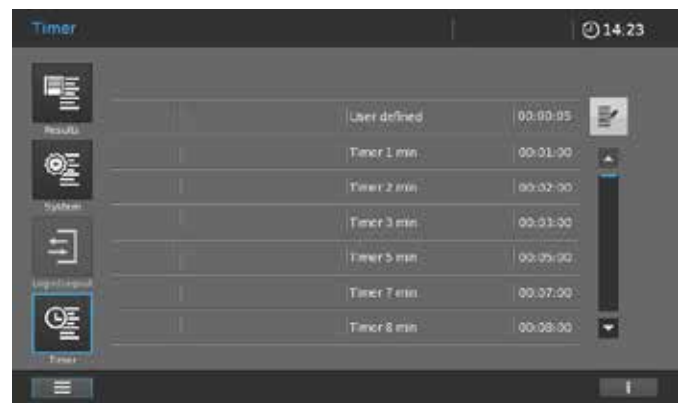 Timer
14:23
Results
System
Login/Logout
Timer
User defined 00:00:05
Timer 1 min 00:01:00
Timer 2 min 00:02:00
Timer 3 min 00:03:00
Timer 5 min 00:05:00
Timer 7 min 00:07:00
Timer 8 min 00:08:00
i